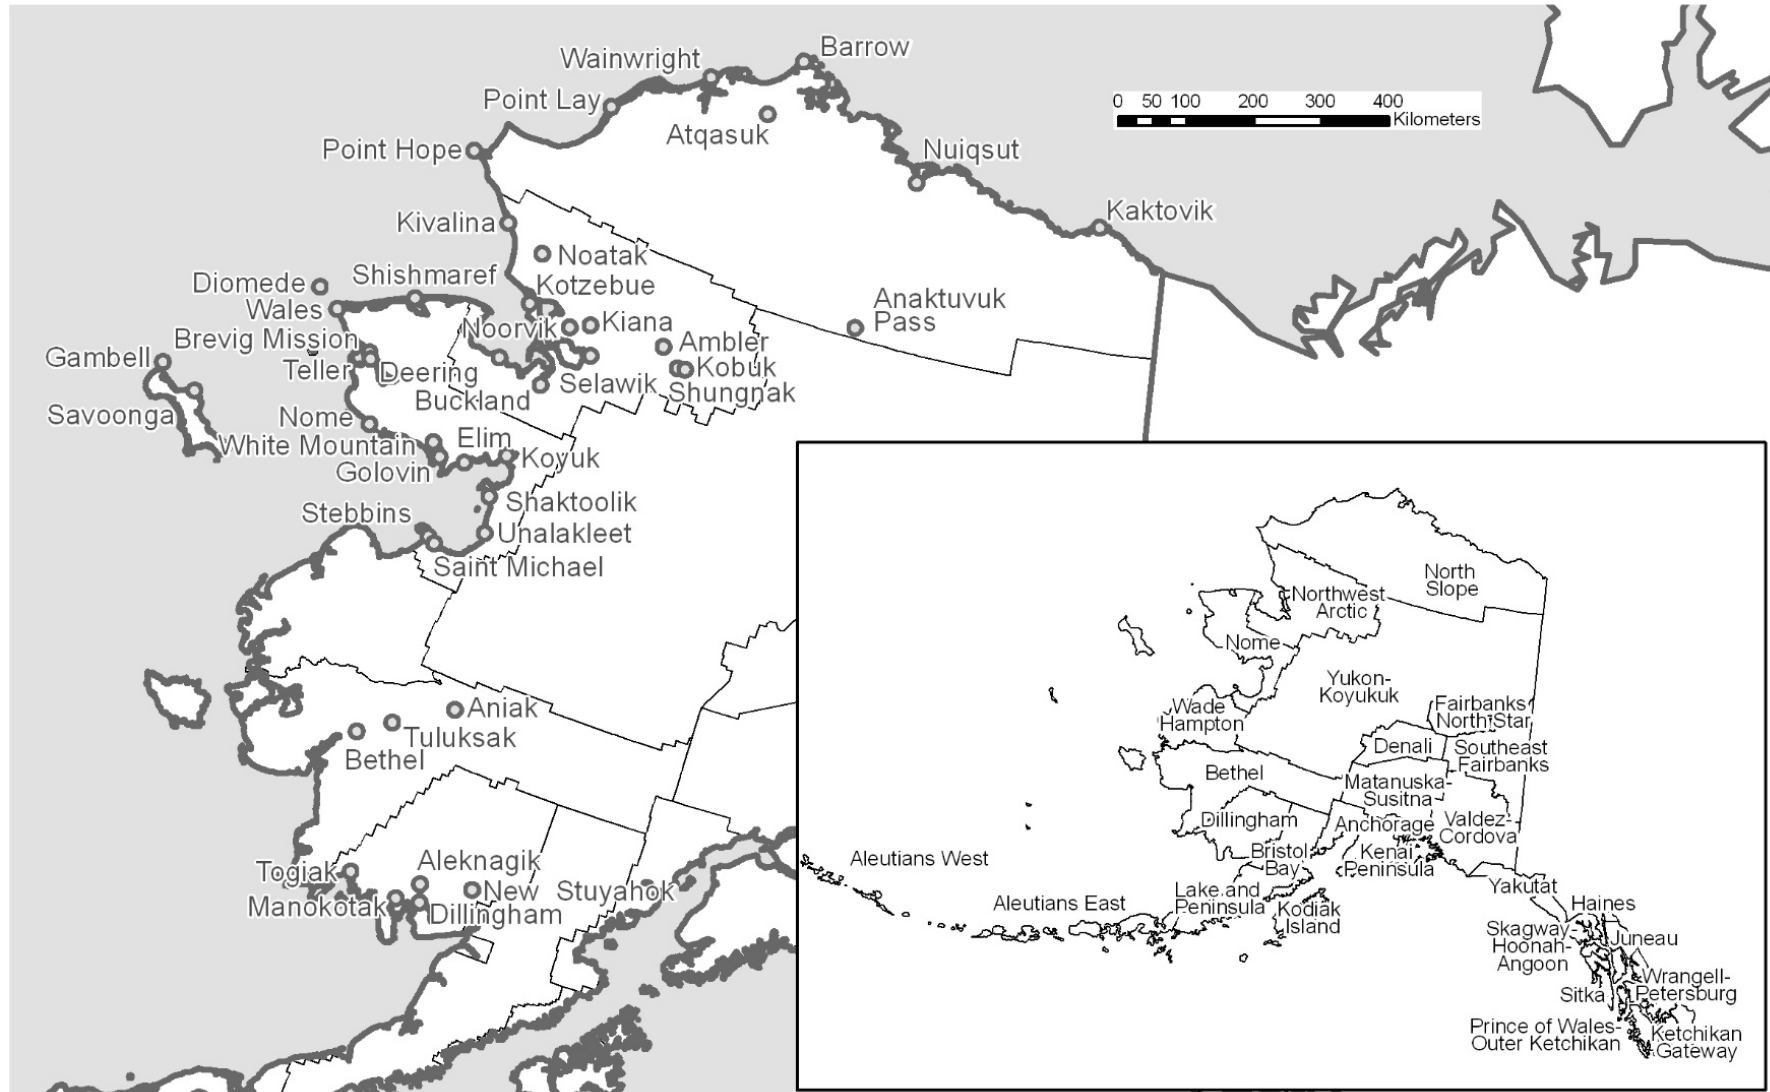 Barrow
Wainwright
Point Lay
0 50 100 200 300 400
Kilometers
Atqasuk
Point Hope
Nuiqsut
Kaktovik
Kivalina
Noatak
Shishmaref
Diomede
Kotzebue
Wales
Anaktuvuk
Pass
Noorvik
Kiana
Brevig Mission
Ambler
Gambell
Teller
Deering
Kobuk
Selawik
Shungnak
Buckland
Savoonga
Nome
White Mountain
Elim
Koyuk
Golovin
Shaktoolik
Stebbins
Unalakleet
Saint Michael
Aniak
Tuluksak
Bethel
Togiak
Aleknagik
New Stuyahok
Manokotak
Dillingham
North
Slope
Northwest
Arctic
Nome
Yukon-
Koyukuk
Wade
Hampton
Fairbanks
North Star
Denali
Southeast
Fairbanks
Bethel
Matanuska-
Susitna
Dillingham
Anchorage
Valdez-
Cordova
Bristol
Bay
Kenai
Peninsula
Aleutians West
Aleutians East
Lake and
Peninsula
Kodiak
Island
Yakutat
Haines
Skagway-
Hoonah-
Angoon
Juneau
Sitka
Wrangell-
Petersburg
Prince of Wales-
Outer Ketchikan
Ketchikan
Gateway